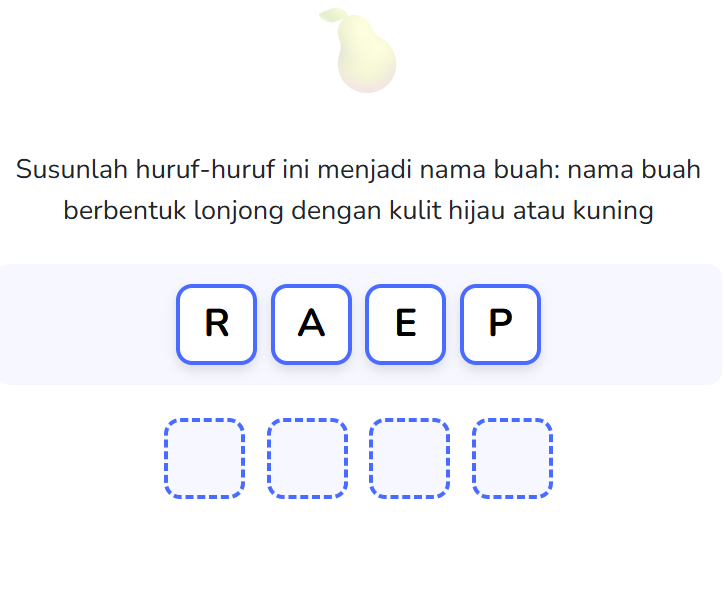 Susunlah huruf-huruf ini menjadi nama buah: nama buah
berbentuk lonjong dengan kulit hijau atau kuning
R A E P